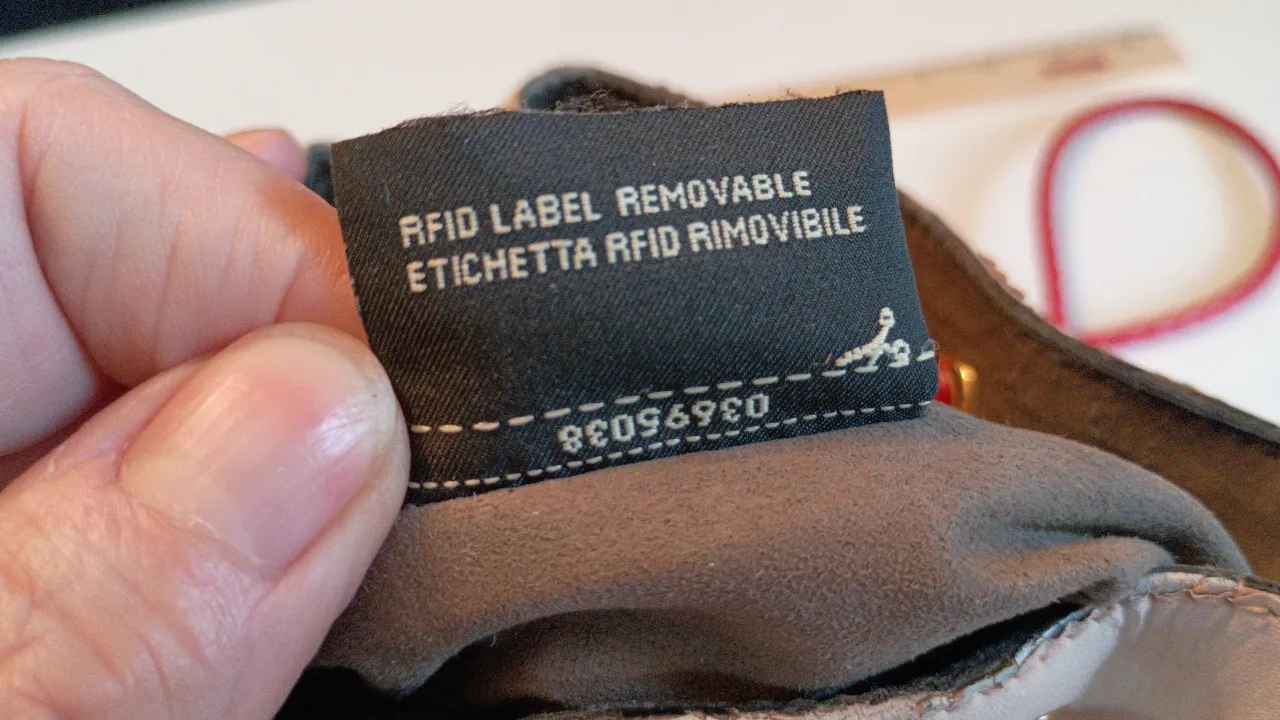 RFID LABEL REMOVABLE
ETICHETTA RFID RIMOVIBILE
03695038